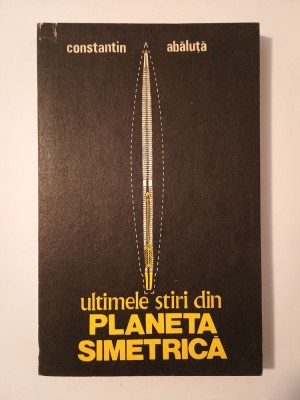 constantin abăluță
ultimele știri din
PLANETA
SIMETRICĂ